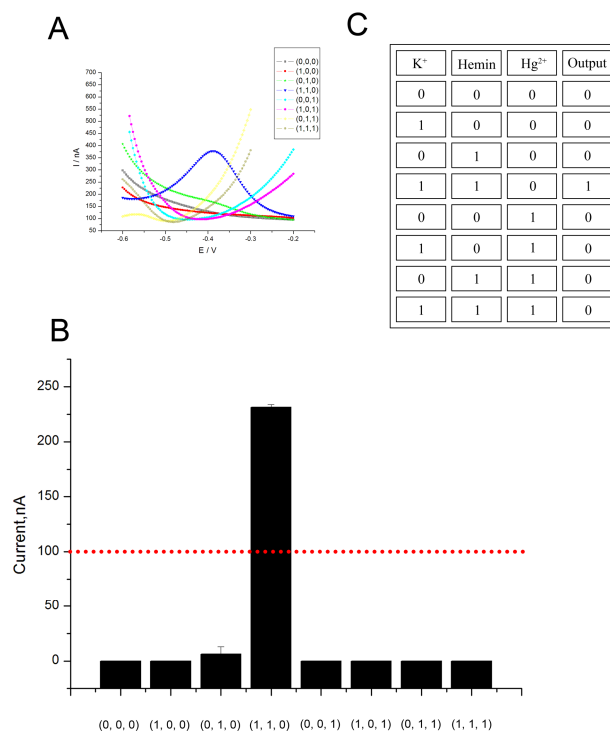 A
I / nA
700
650
600
550
500
450
400
350
300
250
200
150
100
50
-0.6 -0.5 -0.4 -0.3 -0.2
E / V
(0,0,0)
(1,0,0)
(0,1,0)
(1,1,0)
(0,0,1)
(1,0,1)
(0,1,1)
(1,1,1)
C
K⁺ Hemin Hg²⁺ Output
0 0 0 0
1 0 0 0
0 1 0 0
1 1 0 1
0 0 1 0
1 0 1 0
0 1 1 0
1 1 1 0
B
Current,nA
250
200
150
100
50
0
(0, 0, 0) (1, 0, 0) (0, 1, 0) (1, 1, 0) (0, 0, 1) (1, 0, 1) (0, 1, 1) (1, 1, 1)